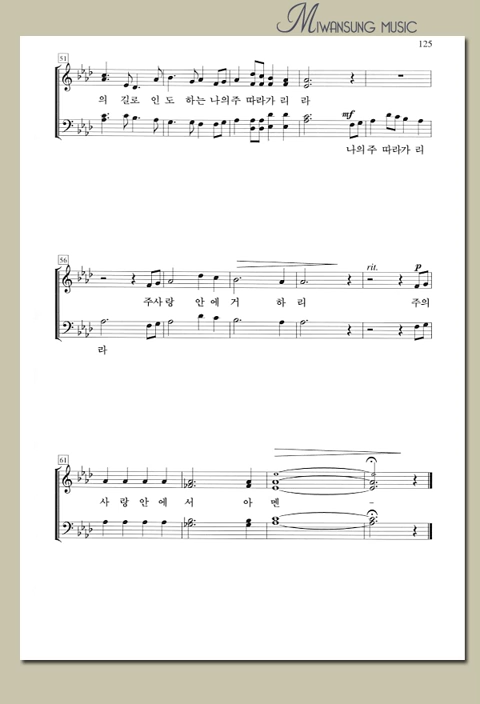 MIWANSUNG MUSIC
125
51
의 길로 인 도 하는 나의주 따라가 리 라
mf
나의 주 따라가 리
56
rit. p
주사랑 안에 거 하 리 주의
라
61
사 랑 안 에 서 아 멘 -